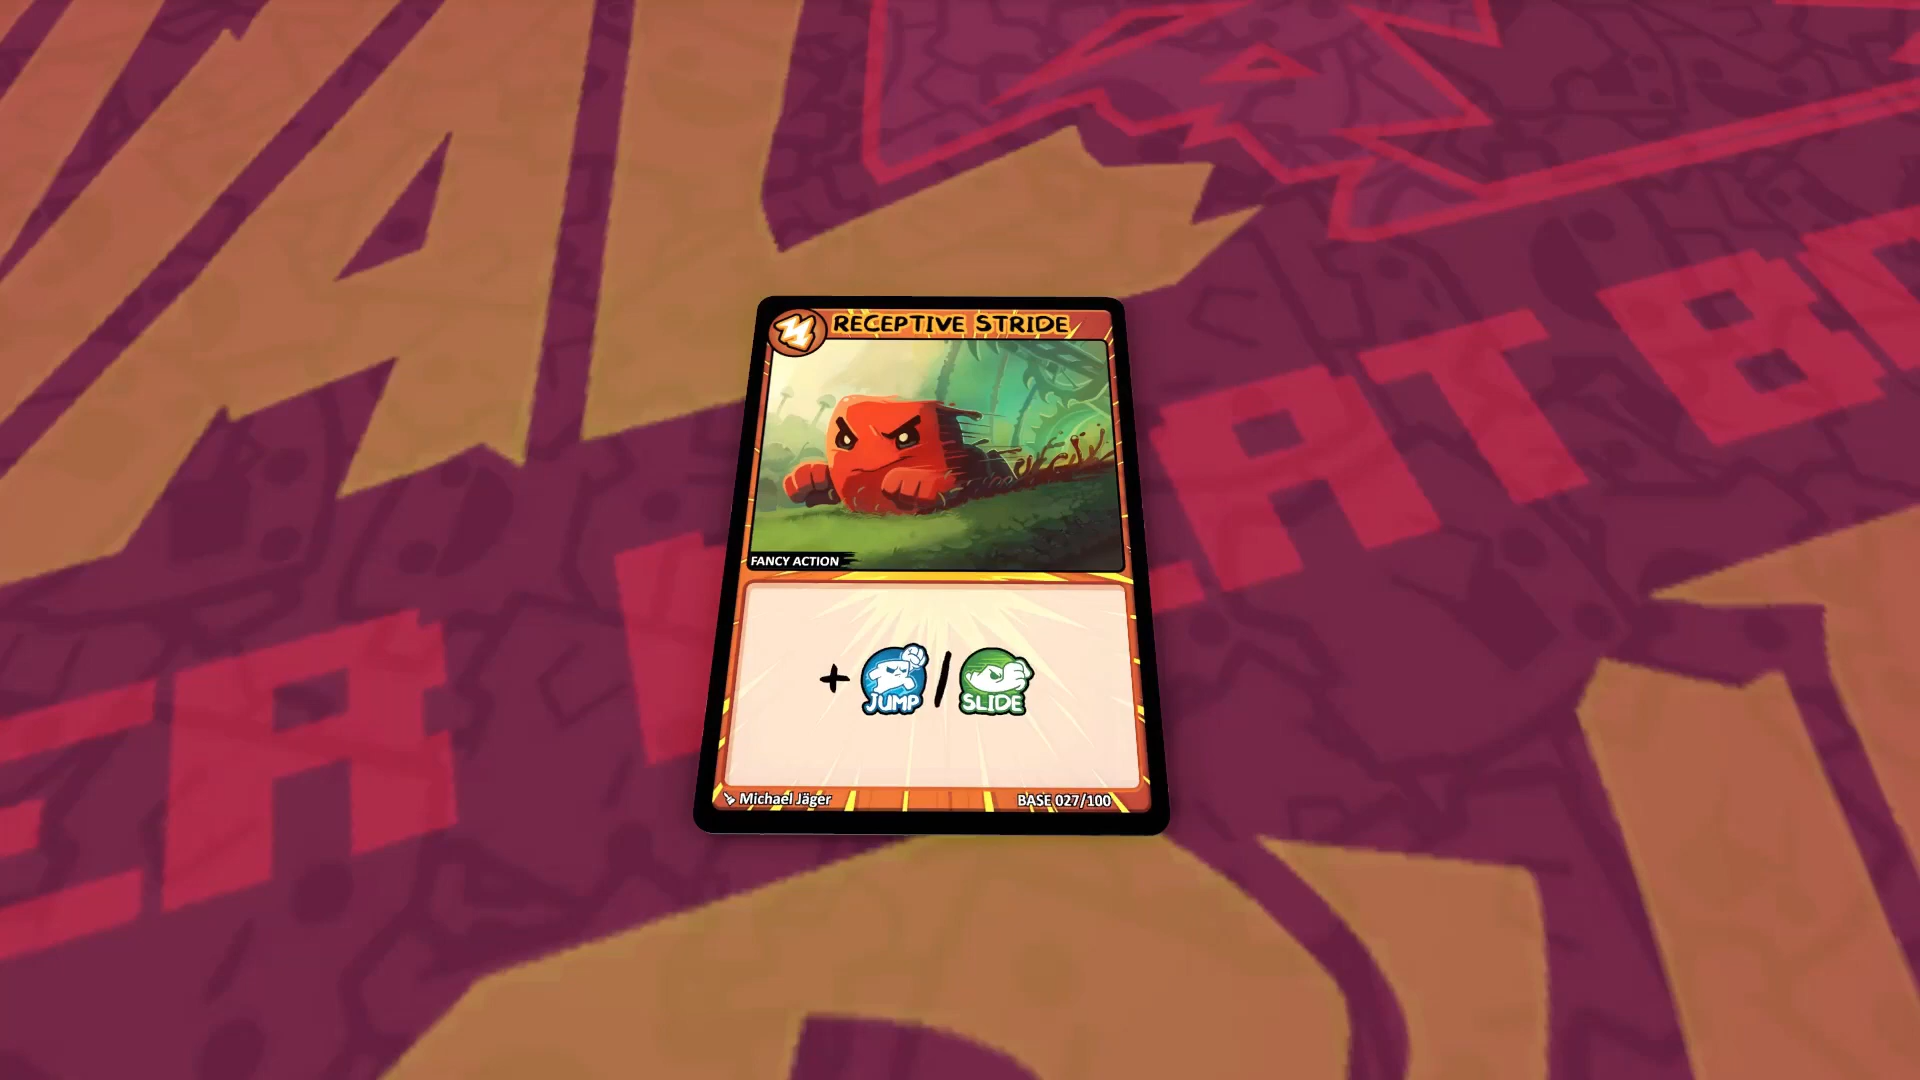 RECEPTIVE STRIDE
FANCY ACTION
+ JUMP / SLIDE
Michael Jäger
BASE 027/100